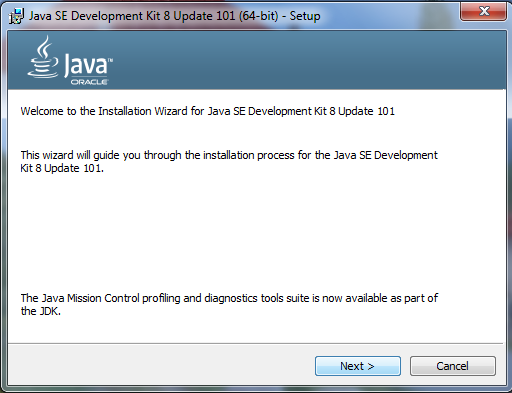 Java SE Development Kit 8 Update 101 (64-bit) - Setup
Java™
ORACLE®
Welcome to the Installation Wizard for Java SE Development Kit 8 Update 101
This wizard will guide you through the installation process for the Java SE Development
Kit 8 Update 101.
The Java Mission Control profiling and diagnostics tools suite is now available as part of
the JDK.
Next >
Cancel